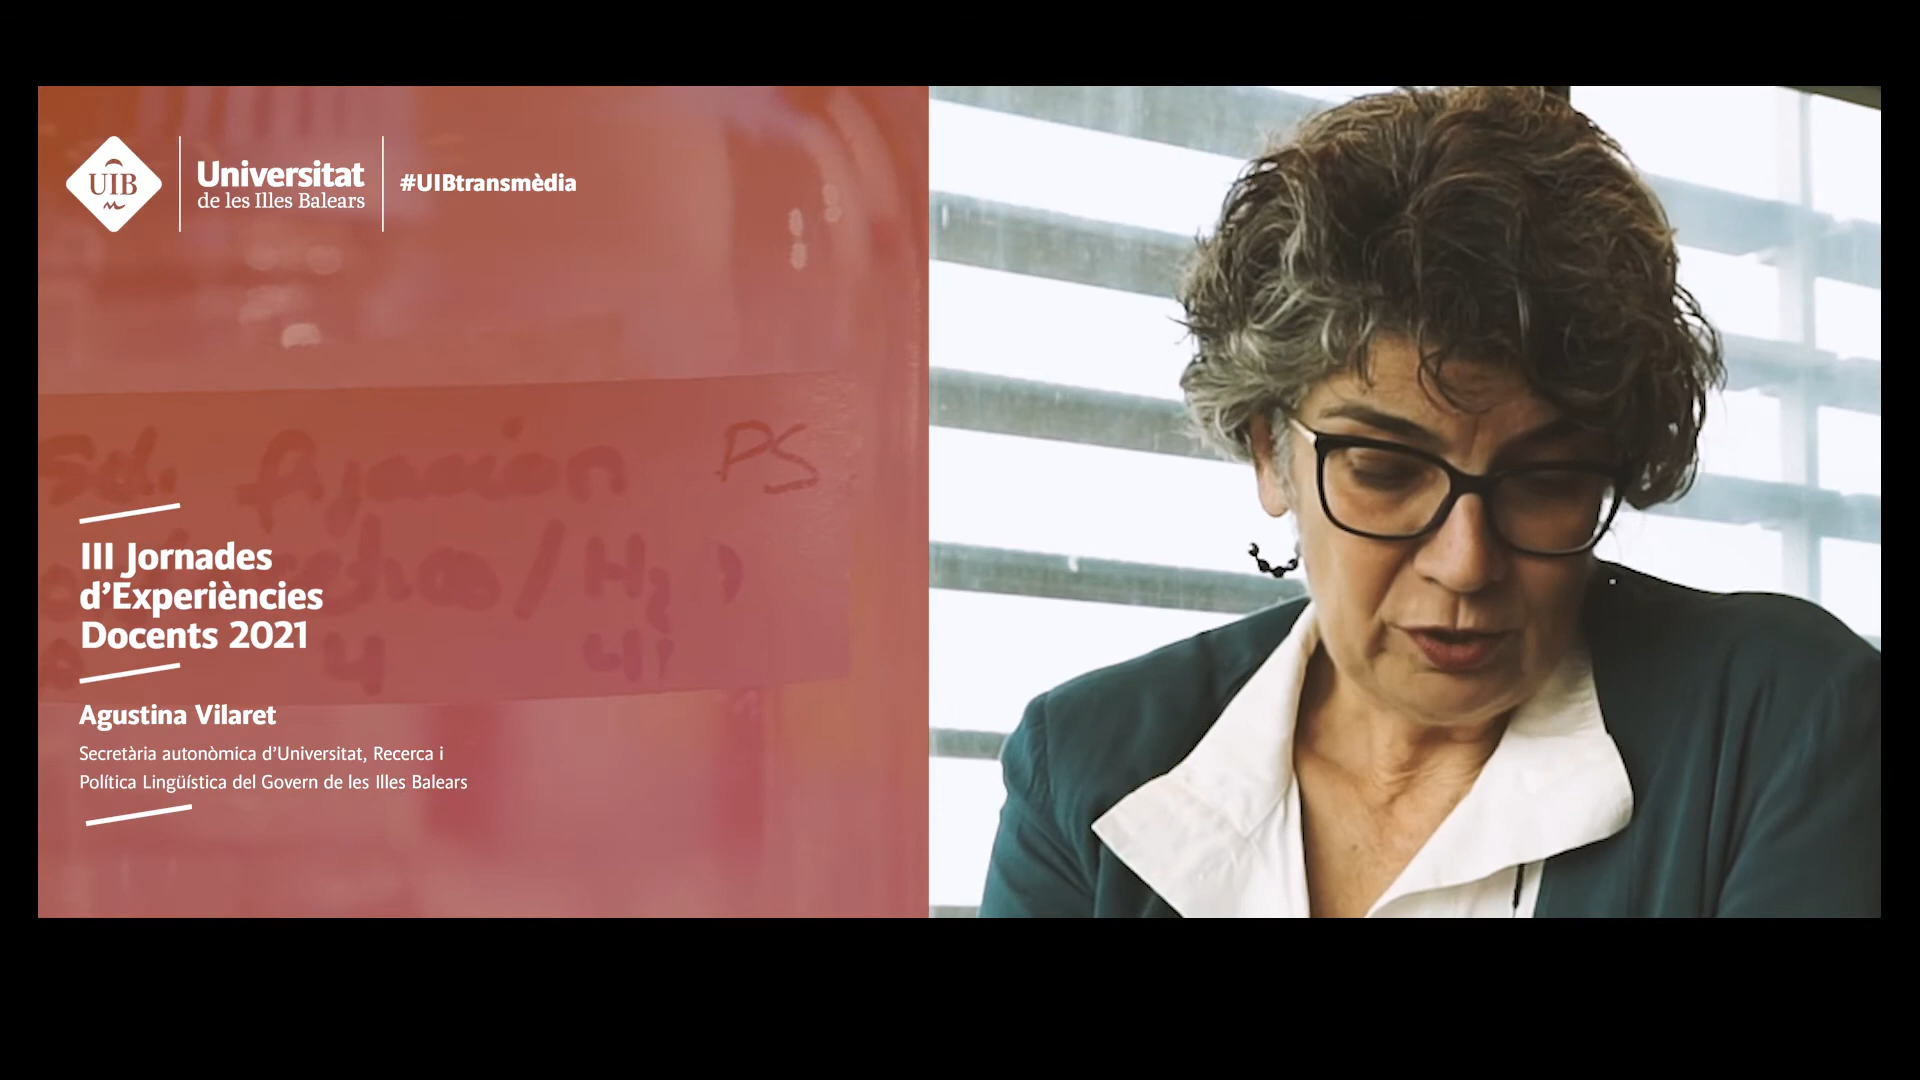 UIB
Universitat
de les Illes Balears
#UIBtransmèdia
PS
III Jornades
d’Experiències
Docents 2021
Agustina Vilaret
Secretària autonòmica d’Universitat, Recerca i
Política Lingüística del Govern de les Illes Balears